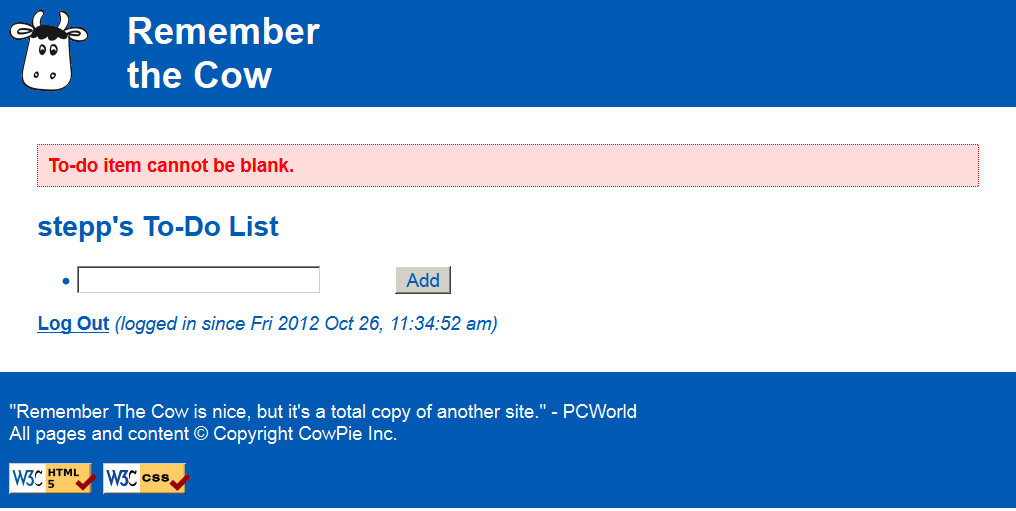 Remember
the Cow
To-do item cannot be blank.
stepp's To-Do List
Add
Log Out (logged in since Fri 2012 Oct 26, 11:34:52 am)
"Remember The Cow is nice, but it's a total copy of another site." - PCWorld
All pages and content © Copyright CowPie Inc.
W3C HTML 5 W3C css